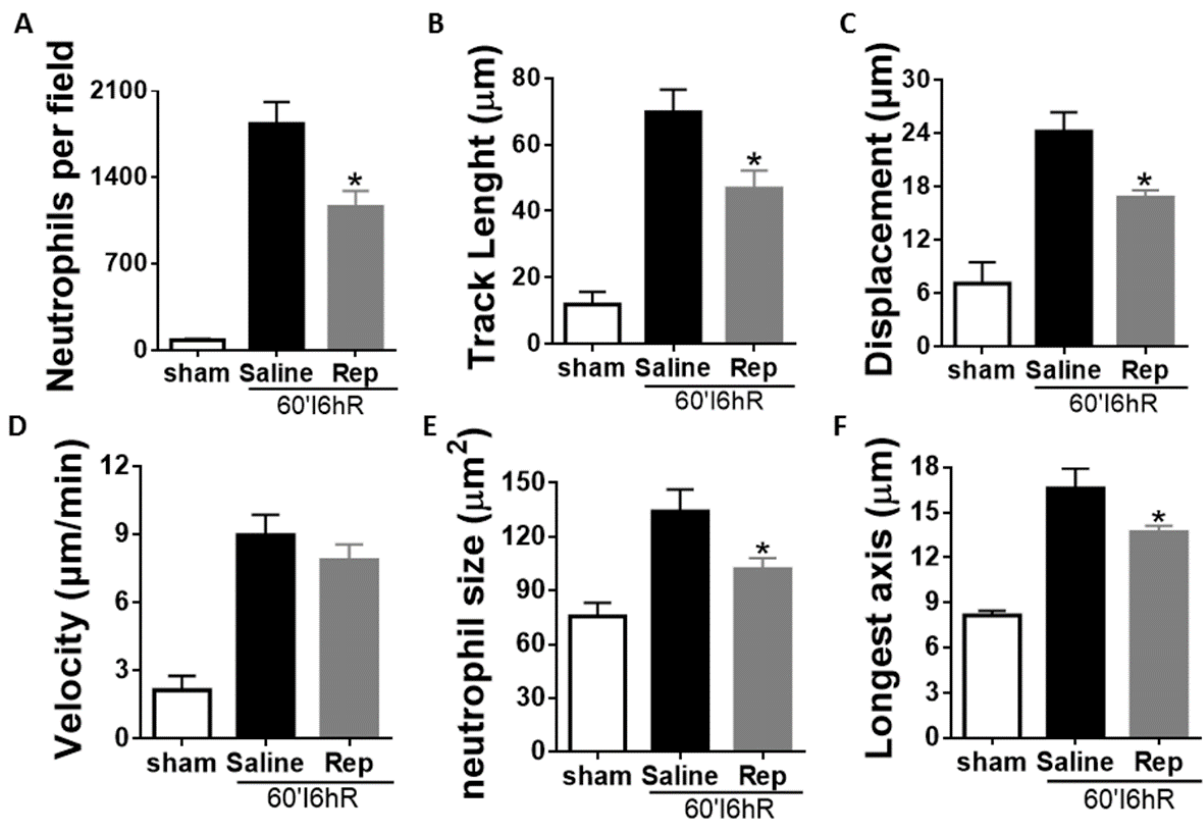 A
Neutrophils per field
2100
1400
700
0
*
sham Saline Rep
60'I6hR
B
Track Lenght (μm)
80
60
40
20
0
*
sham Saline Rep
60'I6hR
C
Displacement (μm)
30
24
18
12
6
0
*
sham Saline Rep
60'I6hR
D
Velocity (μm/min)
12
9
6
3
0
sham Saline Rep
60'I6hR
E
neutrophil size (μm²)
150
120
90
60
30
0
*
sham Saline Rep
60'I6hR
F
Longest axis (μm)
18
15
12
9
6
3
0
*
sham Saline Rep
60'I6hR